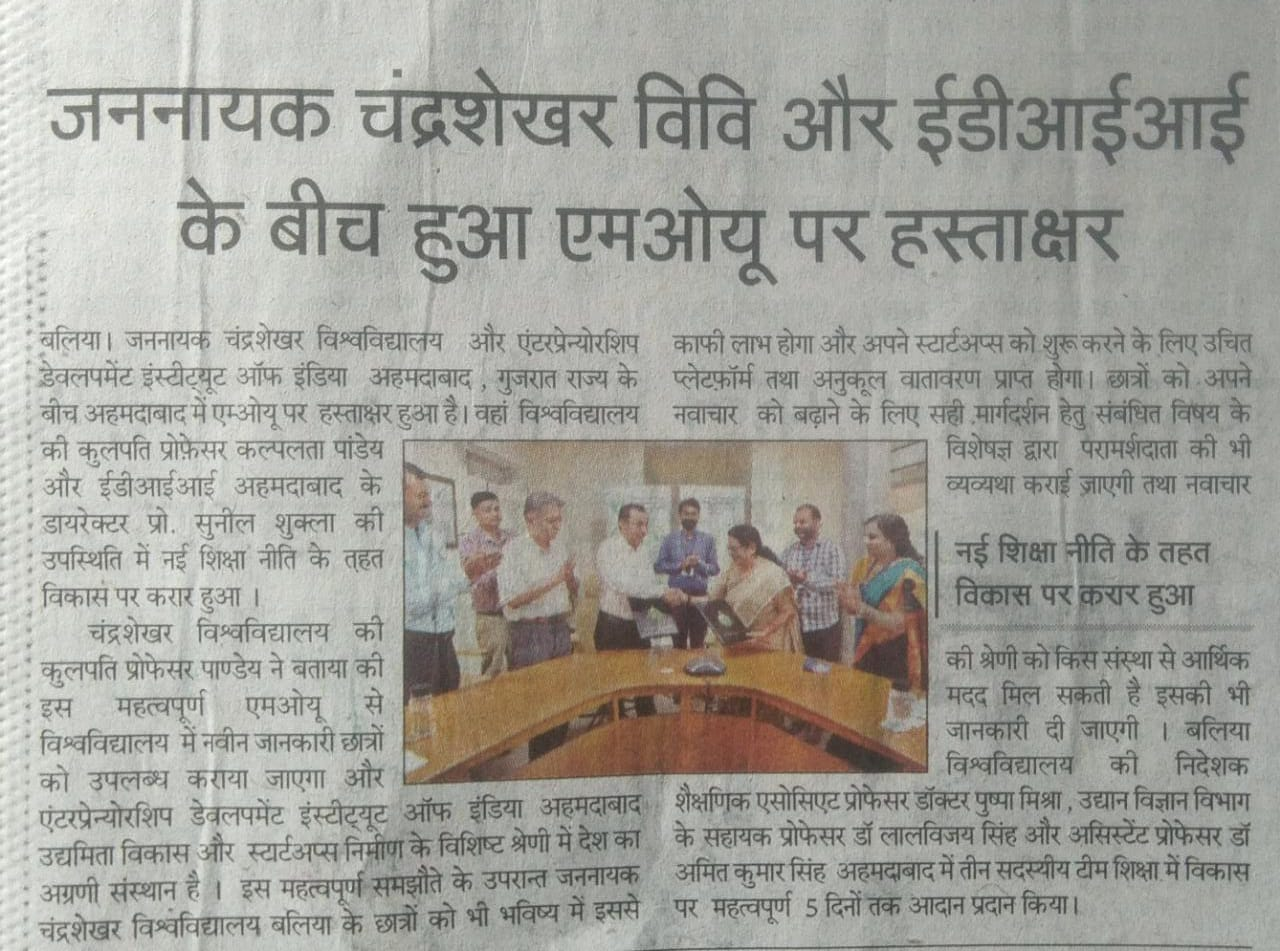 जननायक चंद्रशेखर विवि और ईडीआईआई
के बीच हुआ एमओयू पर हस्ताक्षर
बलिया। जननायक चंद्रशेखर विश्वविद्यालय और एंटरप्रेन्योरशिप
डेवलपमेंट इंस्टीट्यूट ऑफ इंडिया अहमदाबाद , गुजरात राज्य के
बीच अहमदाबाद में एमओयू पर हस्ताक्षर हुआ है। वहां विश्वविद्यालय
की कुलपति प्रोफ़ेसर कल्पलता पांडेय
और ईडीआईआई अहमदाबाद के
डायरेक्टर प्रो. सुनील शुक्ला की
उपस्थिति में नई शिक्षा नीति के तहत
विकास पर करार हुआ ।
चंद्रशेखर विश्वविद्यालय की
कुलपति प्रोफेसर पाण्डेय ने बताया की
इस महत्वपूर्ण एमओयू से
विश्वविद्यालय में नवीन जानकारी छात्रों
को उपलब्ध कराया जाएगा और
एंटरप्रेन्योरशिप डेवलपमेंट इंस्टीट्यूट ऑफ इंडिया अहमदाबाद
उद्यमिता विकास और स्टार्टअप्स निर्माण के विशिष्ट श्रेणी में देश का
अग्रणी संस्थान है । इस महत्वपूर्ण समझौते के उपरान्त जननायक
चंद्रशेखर विश्वविद्यालय बलिया के छात्रों को भी भविष्य में इससे
काफी लाभ होगा और अपने स्टार्टअप्स को शुरू करने के लिए उचित
प्लेटफ़ॉर्म तथा अनुकूल वातावरण प्राप्त होगा। छात्रों को अपने
नवाचार को बढ़ाने के लिए सही मार्गदर्शन हेतु संबंधित विषय के
विशेषज्ञ द्वारा परामर्शदाता की भी
व्यव्यथा कराई जाएगी तथा नवाचार
नई शिक्षा नीति के तहत
विकास पर करार हुआ
की श्रेणी को किस संस्था से आर्थिक
मदद मिल सकती है इसकी भी
जानकारी दी जाएगी । बलिया
विश्वविद्यालय की निदेशक
शैक्षणिक एसोसिएट प्रोफेसर डॉक्टर पुष्पा मिश्रा , उद्यान विज्ञान विभाग
के सहायक प्रोफेसर डॉ लालविजय सिंह और असिस्टेंट प्रोफेसर डॉ
अमित कुमार सिंह अहमदाबाद में तीन सदस्यीय टीम शिक्षा में विकास
पर महत्वपूर्ण 5 दिनों तक आदान प्रदान किया।